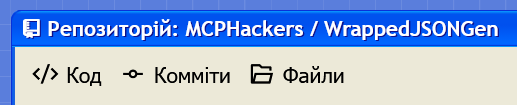 Репозиторій: MCPHackers / WrappedJSONGen
Код Комміти Файли